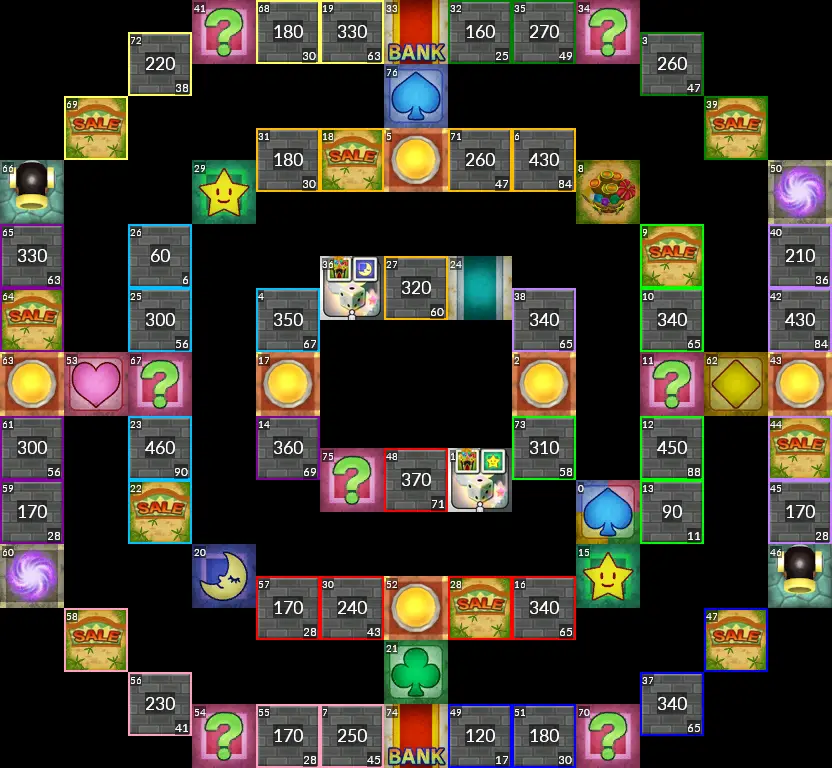 41 68 19 33 32 35 34
180 330 160 270
30 63 BANK 25 49
72 3
220 260
38 47
76
69 39
SALE SALE
31 18 5 71 6
180 SALE 260 430
30 47 84
66 29 8 50
65 26 9 40
330 60 SALE 210
63 6 36
36 27 24
320
60
64 25 4 38 10 42
SALE 300 350 340 340 430
56 67 65 65 84
63 53 67 17 2 11 62 43
61 23 14 73 12 44
300 460 360 310 450 SALE
56 90 69 58 88
75 48 1
370
71
59 22 0 13 45
170 SALE 90 170
28 11 28
60 20 15 46
57 30 52 28 16
170 240 SALE 340
28 43 65
58 47
SALE SALE
21
56 37
230 340
41 65
54 55 7 74 49 51 70
170 250 120 180
28 45 BANK 17 30